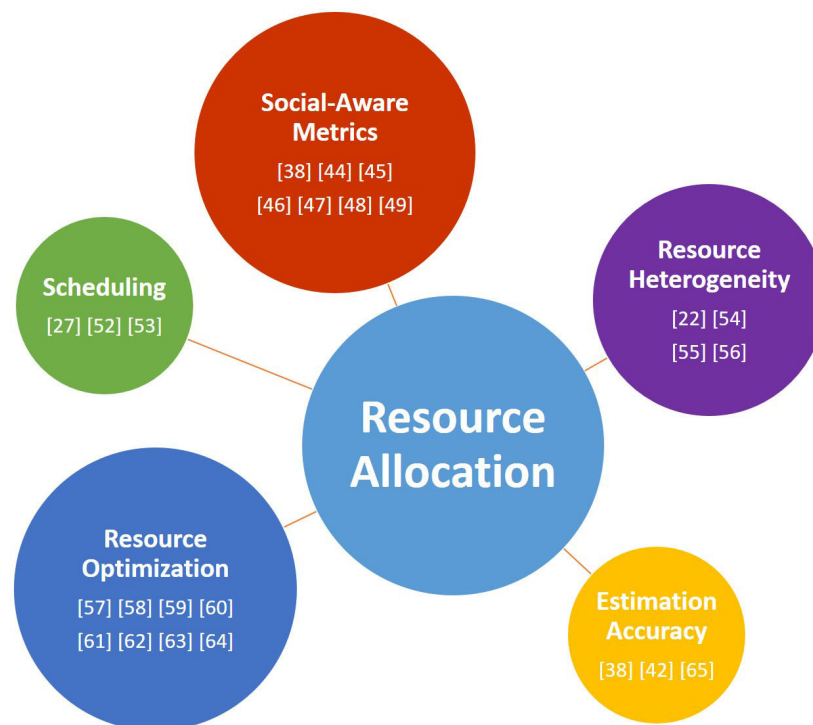 Social-Aware
Metrics
[38] [44] [45]
[46] [47] [48] [49]
Resource
Heterogeneity
[22] [54]
[55] [56]
Scheduling
[27] [52] [53]
Resource
Allocation
Resource
Optimization
[57] [58] [59] [60]
[61] [62] [63] [64]
Estimation
Accuracy
[38] [42] [65]